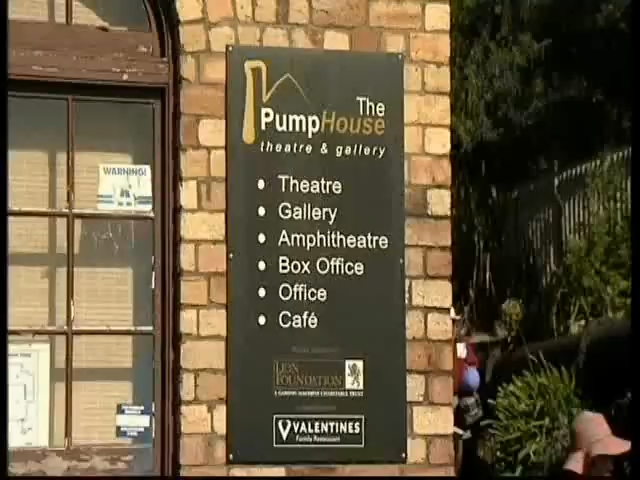 WARNING!
The
PumpHouse
theatre & gallery
• Theatre
• Gallery
• Amphitheatre
• Box Office
• Office
• Café
LION
FOUNDATION
VALENTINES
Family Restaurant